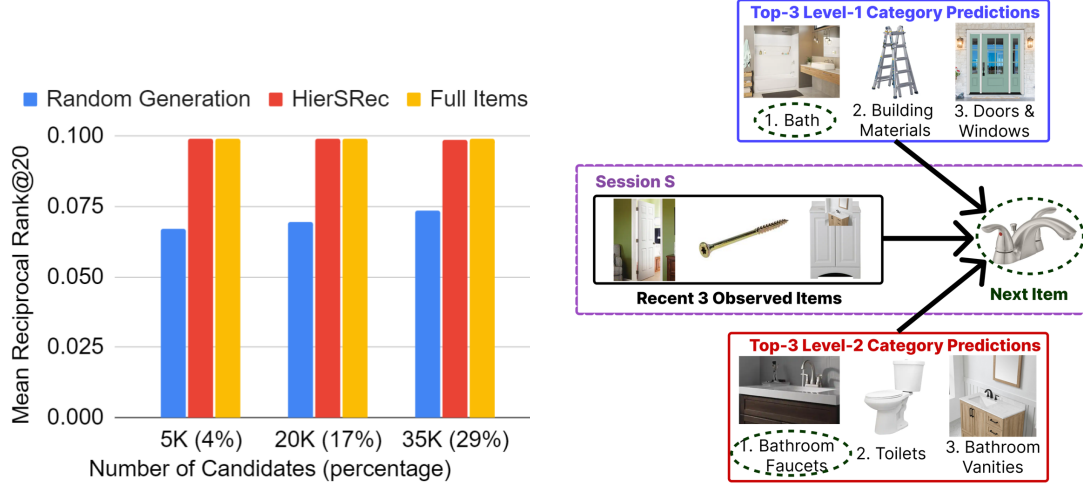 Random Generation HierSRec Full Items
Mean Reciprocal Rank@20
0.100
0.075
0.050
0.025
0.000
5K (4%) 20K (17%) 35K (29%)
Number of Candidates (percentage)
Top-3 Level-1 Category Predictions
1. Bath
2. Building
Materials
3. Doors &
Windows
Session S
Recent 3 Observed Items
Next Item
Top-3 Level-2 Category Predictions
1. Bathroom
Faucets
2. Toilets
3. Bathroom
Vanities